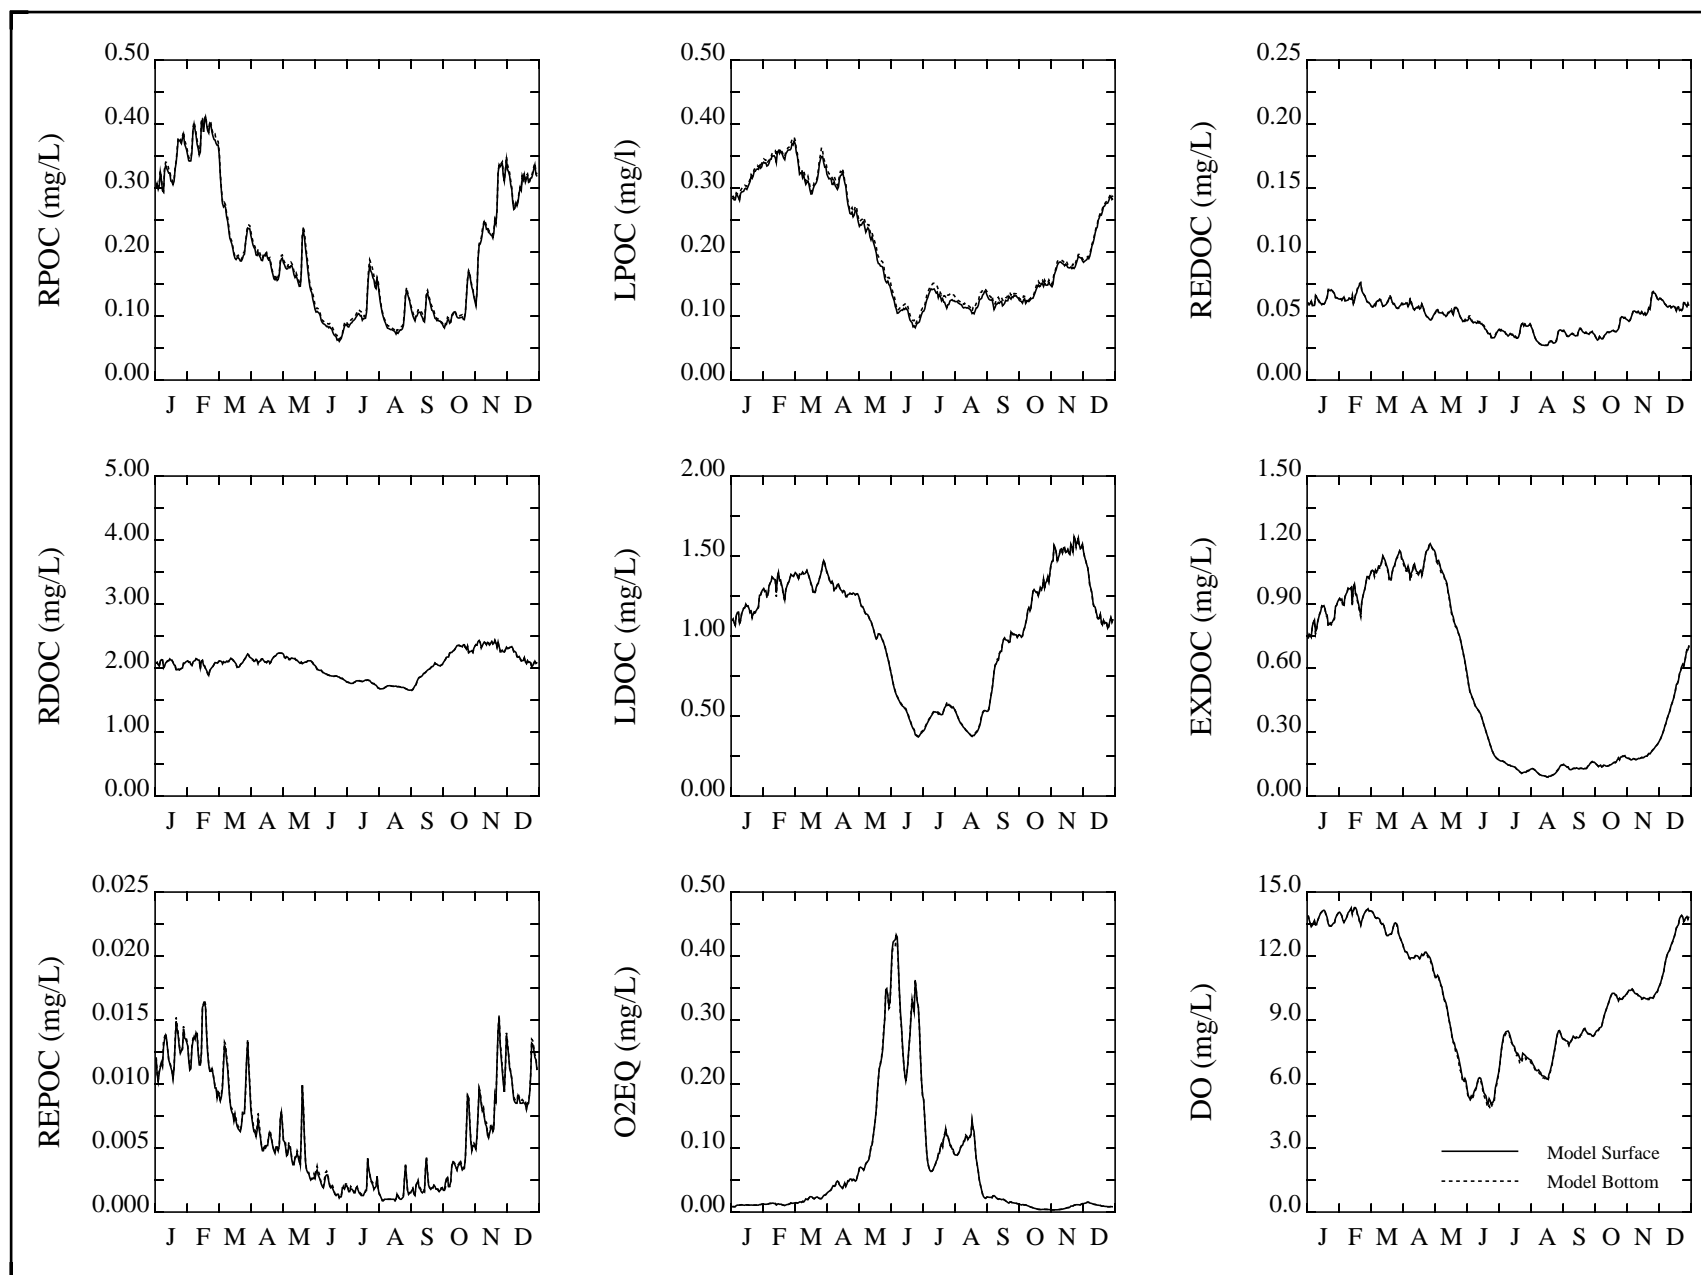 RPOC (mg/L)
0.50
0.40
0.30
0.20
0.10
0.00
J F M A M J J A S O N D
LPOC (mg/l)
0.50
0.40
0.30
0.20
0.10
0.00
J F M A M J J A S O N D
REDOC (mg/L)
0.25
0.20
0.15
0.10
0.05
0.00
J F M A M J J A S O N D
RDOC (mg/L)
5.00
4.00
3.00
2.00
1.00
0.00
J F M A M J J A S O N D
LDOC (mg/L)
2.00
1.50
1.00
0.50
0.00
J F M A M J J A S O N D
EXDOC (mg/L)
1.50
1.20
0.90
0.60
0.30
0.00
J F M A M J J A S O N D
REPOC (mg/L)
0.025
0.020
0.015
0.010
0.005
0.000
J F M A M J J A S O N D
O2EQ (mg/L)
0.50
0.40
0.30
0.20
0.10
0.00
J F M A M J J A S O N D
DO (mg/L)
15.0
12.0
9.0
6.0
3.0
0.0
Model Surface
Model Bottom
J F M A M J J A S O N D